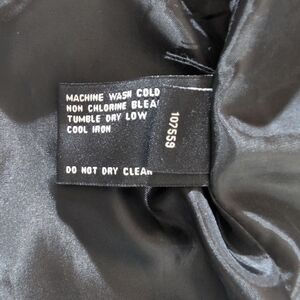 MACHINE WASH COLD
NON CHLORINE BLEA
TUMBLE DRY LOW
COOL IRON
DO NOT DRY CLEA
107559